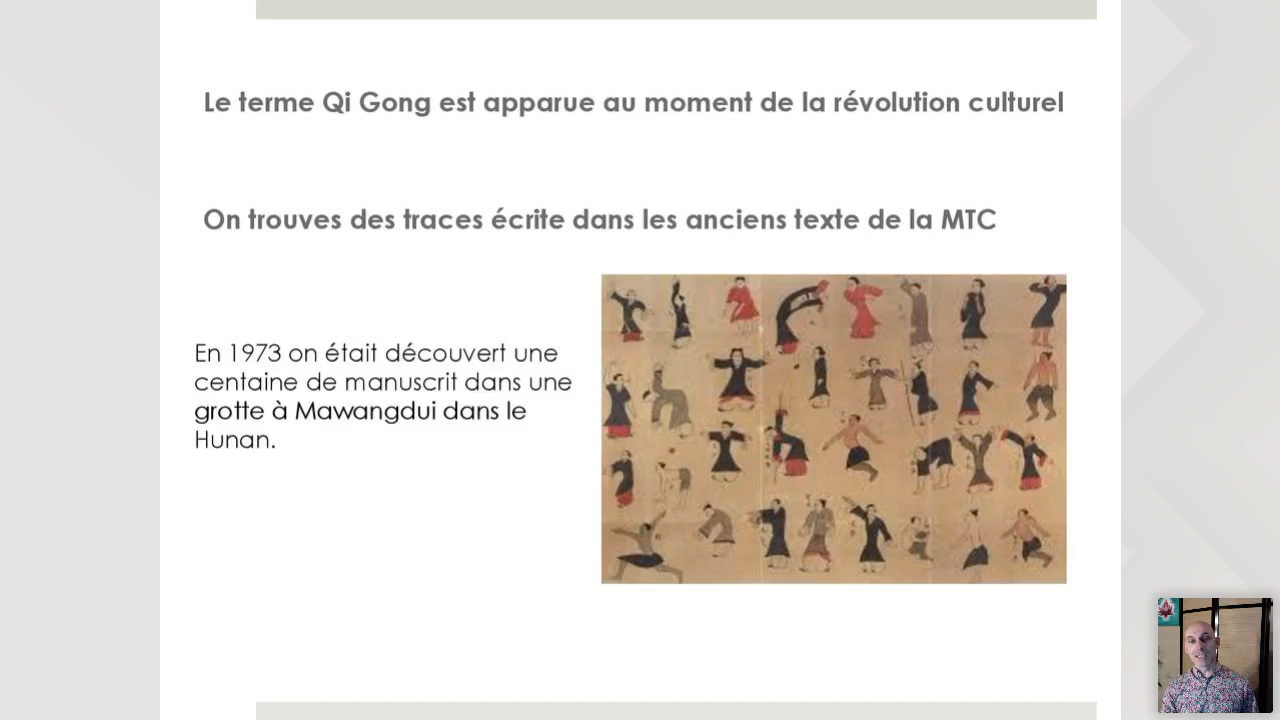 Le terme Qi Gong est apparue au moment de la révolution culturel
On trouves des traces écrite dans les anciens texte de la MTC
En 1973 on était découvert une
centaine de manuscrit dans une
grotte à Mawangdui dans le
Hunan.